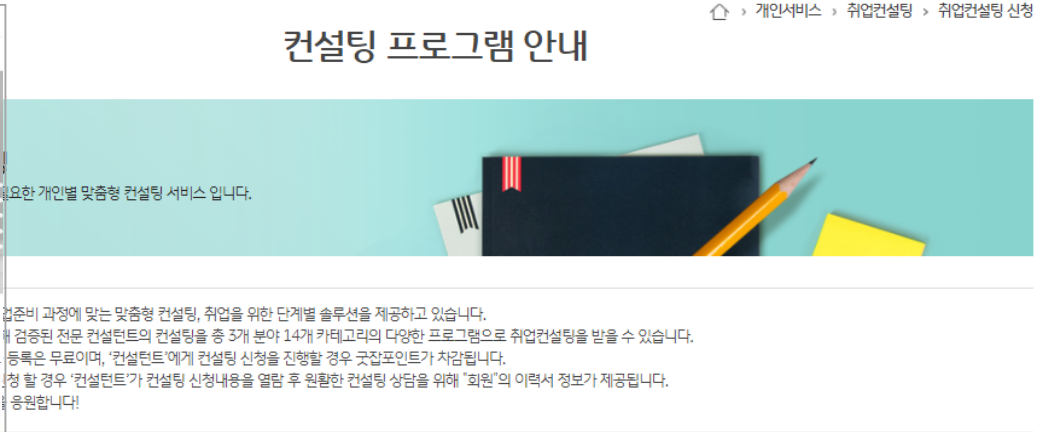 개인서비스 › 취업컨설팅 › 취업컨설팅 신청
컨설팅 프로그램 안내
개인별 맞춤형 컨설팅 서비스 입니다.
과정에 맞는 맞춤형 컨설팅, 취업을 위한 단계별 솔루션을 제공하고 있습니다.
검증된 전문 컨설턴트의 컨설팅을 총 3개 분야 14개 카테고리의 다양한 프로그램으로 취업컨설팅을 받을 수 있습니다.
등록은 무료이며, ‘컨설턴트’에게 컨설팅 신청을 진행할 경우 굿잡포인트가 차감됩니다.
할 경우 ‘컨설턴트’가 컨설팅 신청내용을 열람 후 원활한 컨설팅 상담을 위해 "회원"의 이력서 정보가 제공됩니다.
응원합니다!